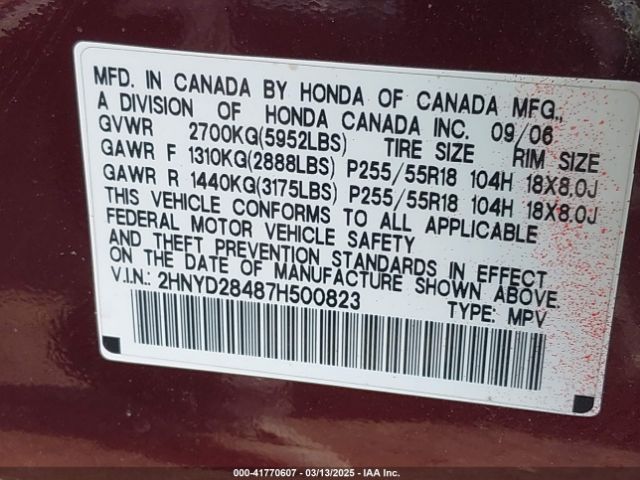 MFD. IN CANADA BY HONDA OF CANADA MFG.,
A DIVISION OF HONDA CANADA INC. 09/06
GVWR 2700KG(5952LBS) TIRE SIZE RIM SIZE
GAWR F 1310KG(2888LBS) P255/55R18 104H 18X8.0J
GAWR R 1440KG(3175LBS) P255/55R18 104H 18X8.0J
THIS VEHICLE CONFORMS TO ALL APPLICABLE
FEDERAL MOTOR VEHICLE SAFETY
AND THEFT PREVENTION STANDARDS IN EFFECT
ON THE DATE OF MANUFACTURE SHOWN ABOVE.
V.I.N.: 2HNYD28487H500823 TYPE: MPV
000-41770607 / 03/13/2025 / IAA Inc.